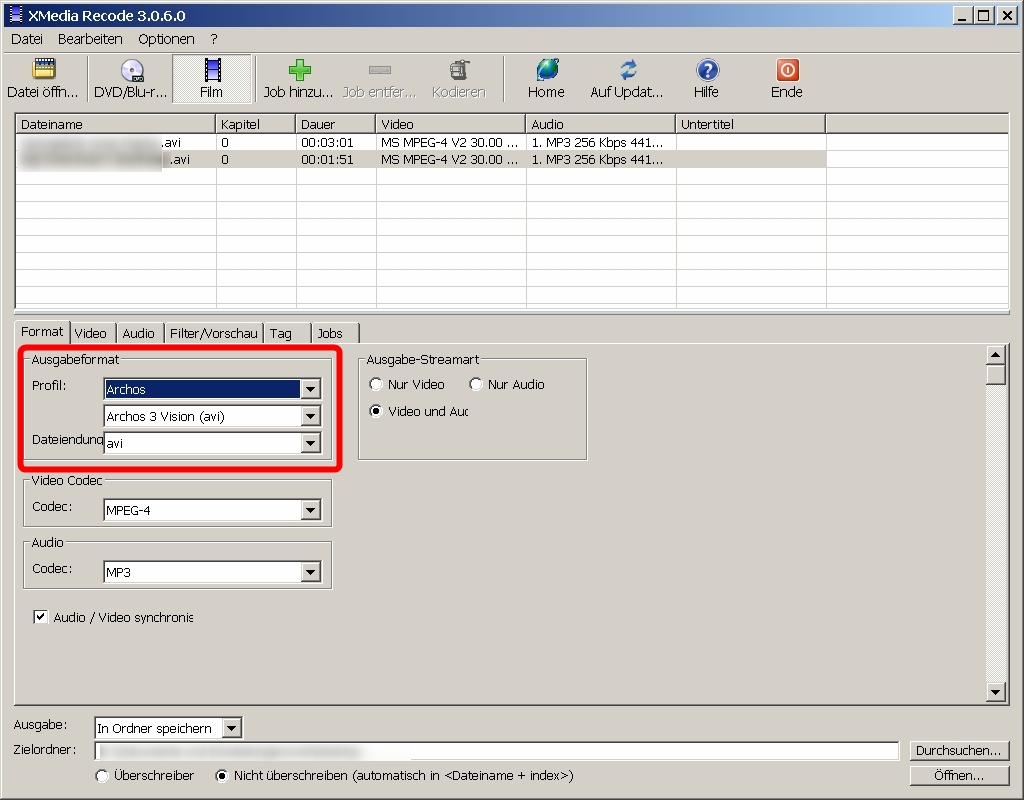 XMedia Recode 3.0.6.0
Datei Bearbeiten Optionen ?
Datei öffn... DVD/Blu-r... Film Job hinzu... Job entfer... Kodieren Home Auf Updat... Hilfe Ende
Dateiname Kapitel Dauer Video Audio Untertitel
.avi 0 00:03:01 MS MPEG-4 V2 30.00 ... 1. MP3 256 Kbps 441...
.avi 0 00:01:51 MS MPEG-4 V2 30.00 ... 1. MP3 256 Kbps 441...
Format Video Audio Filter/Vorschau Tag Jobs
Ausgabeformat
Profil: Archos
Archos 3 Vision (avi)
Dateiendung avi
Ausgabe-Streamart
Nur Video Nur Audio
Video und Auc
Video Codec
Codec: MPEG-4
Audio
Codec: MP3
Audio / Video synchronis
Ausgabe: In Ordner speichern
Zielordner: Durchsuchen...
Überschreiber Nicht überschreiben (automatisch in <Dateiname + index>) Öffnen...